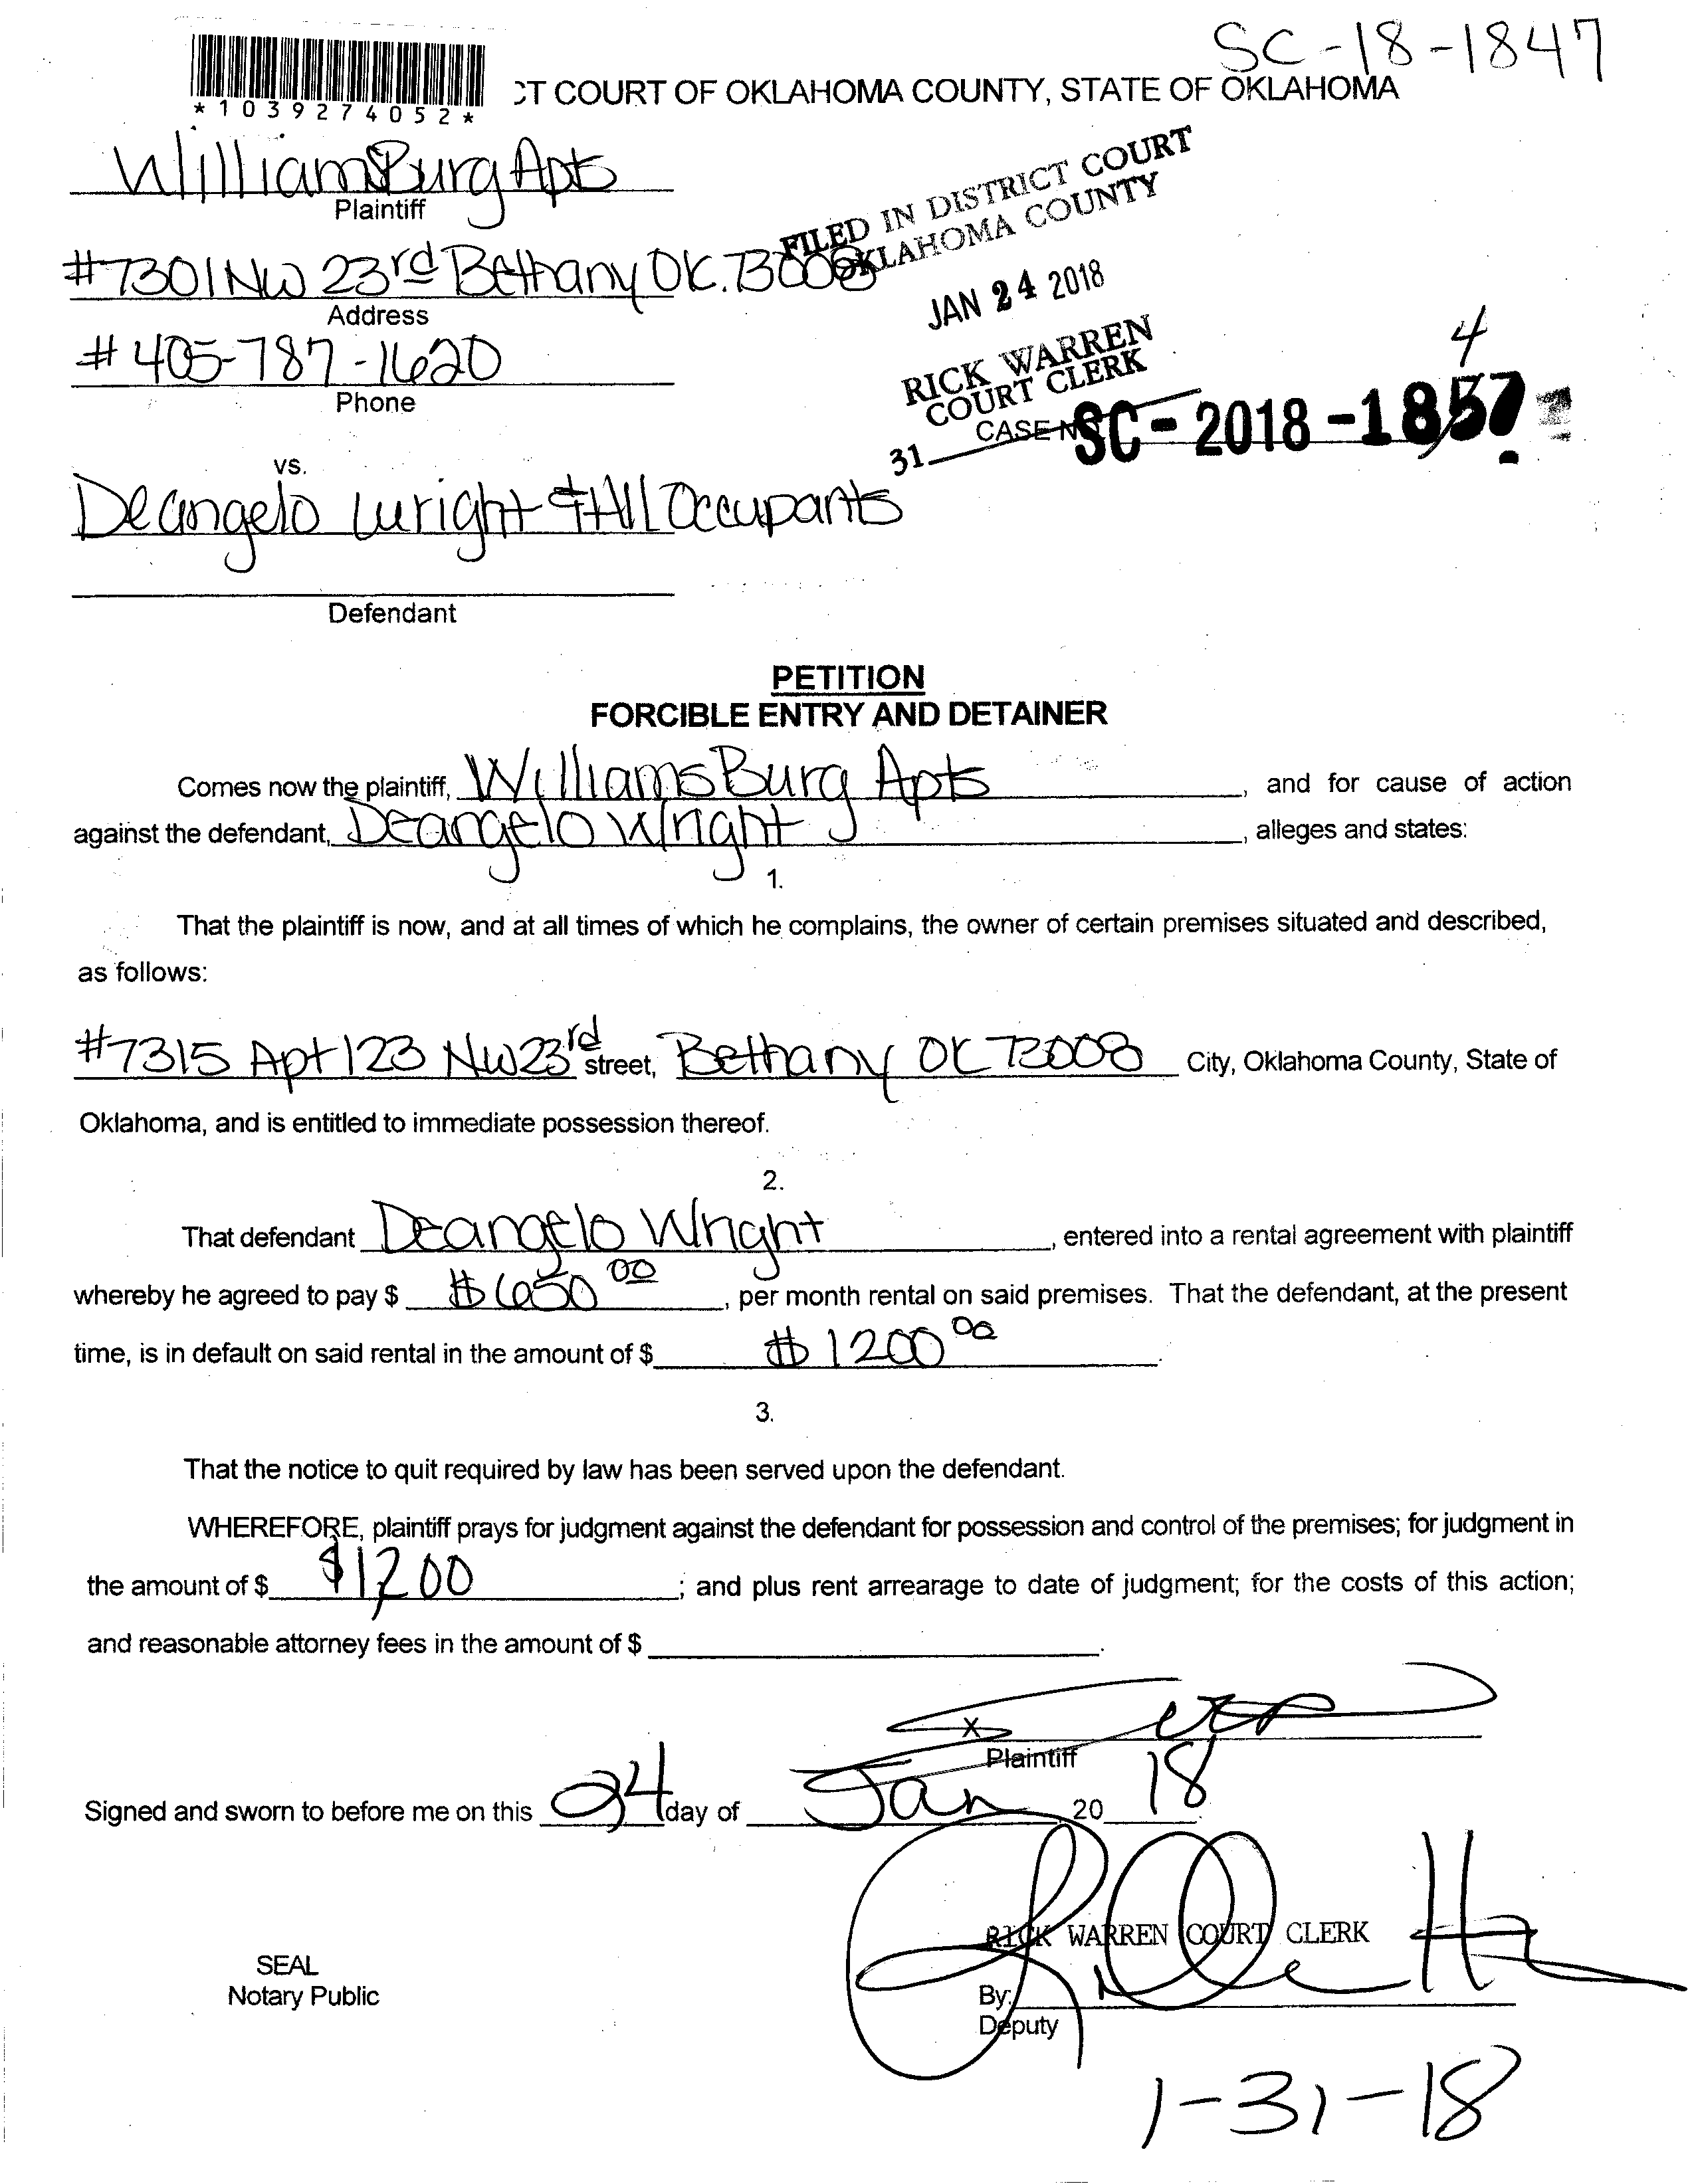 SC-18-1847
*1039274052*
CT COURT OF OKLAHOMA COUNTY, STATE OF OKLAHOMA
WilliamsBurg Apts
Plaintiff
FILED IN DISTRICT COURT
OKLAHOMA COUNTY
#7301 NW 23rd Bethany OK. 73008
Address
JAN 24 2018
#405-787-1620
Phone
RICK WARREN
COURT CLERK
4
31 CASE NO. SC-2018-1857
vs.
Deangelo Wright & All Occupants
Defendant
PETITION
FORCIBLE ENTRY AND DETAINER
Comes now the plaintiff, WilliamsBurg Apts, and for cause of action
against the defendant, Deangelo Wright, alleges and states:
1.
That the plaintiff is now, and at all times of which he complains, the owner of certain premises situated and described,
as follows:
#7315 Apt 123 NW 23rd street, Bethany OK 73008 City, Oklahoma County, State of
Oklahoma, and is entitled to immediate possession thereof.
2.
That defendant Deangelo Wright, entered into a rental agreement with plaintiff
whereby he agreed to pay $ $650 00, per month rental on said premises. That the defendant, at the present
time, is in default on said rental in the amount of $ $1200 00.
3.
That the notice to quit required by law has been served upon the defendant.
WHEREFORE, plaintiff prays for judgment against the defendant for possession and control of the premises; for judgment in
the amount of $ $1,200; and plus rent arrearage to date of judgment; for the costs of this action;
and reasonable attorney fees in the amount of $.
X
Plaintiff
Signed and sworn to before me on this 24 day of Jan, 20 18.
RICK WARREN COURT CLERK
SEAL
Notary Public
By:
Deputy
1-31-18